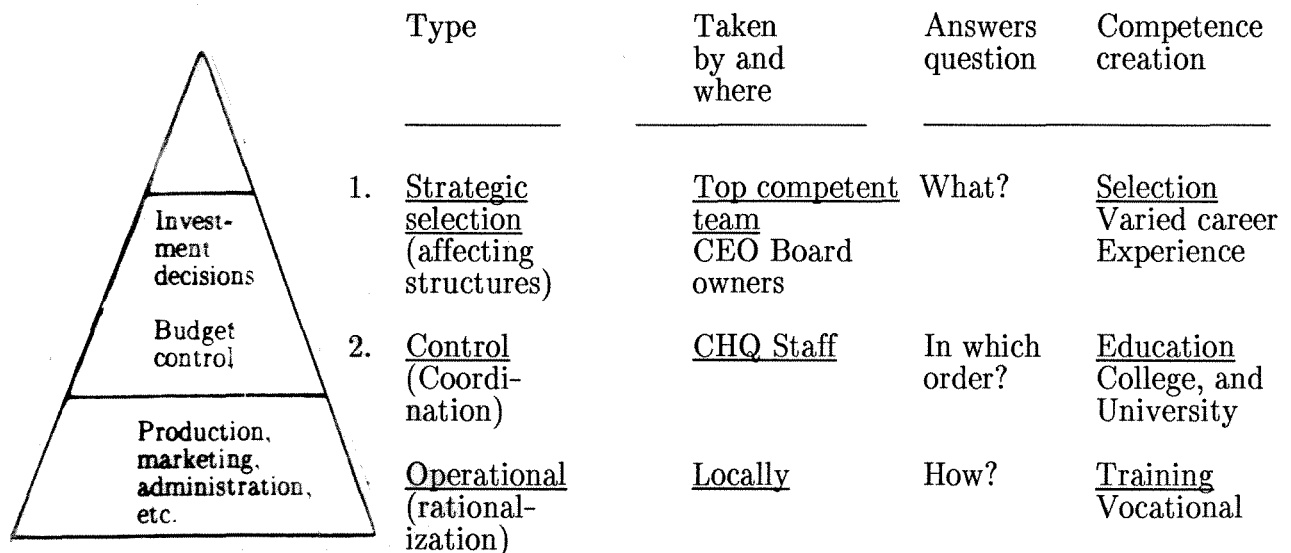 Type Taken Answers Competence
by and question creation
where
1. Strategic Top competent What? Selection
Invest- selection team Varied career
ment (affecting CEO Board Experience
decisions structures) owners
Budget
control 2. Control CHQ Staff In which Education
(Coordi- order? College, and
nation) University
Production,
marketing,
administration, Operational Locally How? Training
etc. (rational- Vocational
ization)